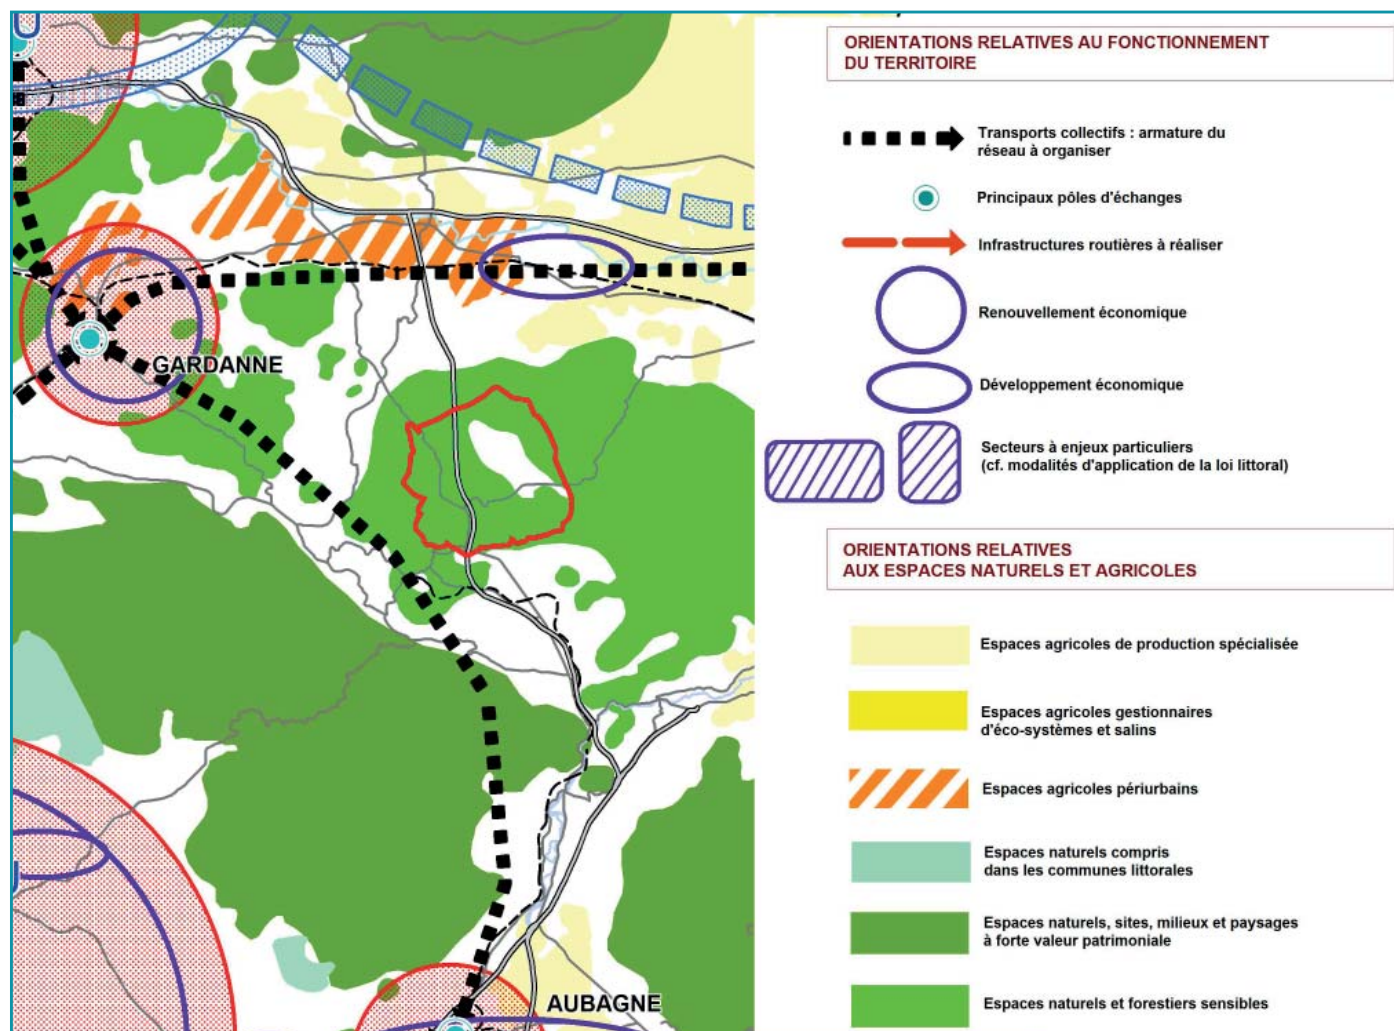 GARDANNE
AUBAGNE
ORIENTATIONS RELATIVES AU FONCTIONNEMENT
DU TERRITOIRE
Transports collectifs : armature du
réseau à organiser
Principaux pôles d'échanges
Infrastructures routières à réaliser
Renouvellement économique
Développement économique
Secteurs à enjeux particuliers
(cf. modalités d'application de la loi littoral)
ORIENTATIONS RELATIVES
AUX ESPACES NATURELS ET AGRICOLES
Espaces agricoles de production spécialisée
Espaces agricoles gestionnaires
d'éco-systèmes et salins
Espaces agricoles périurbains
Espaces naturels compris
dans les communes littorales
Espaces naturels, sites, milieux et paysages
à forte valeur patrimoniale
Espaces naturels et forestiers sensibles